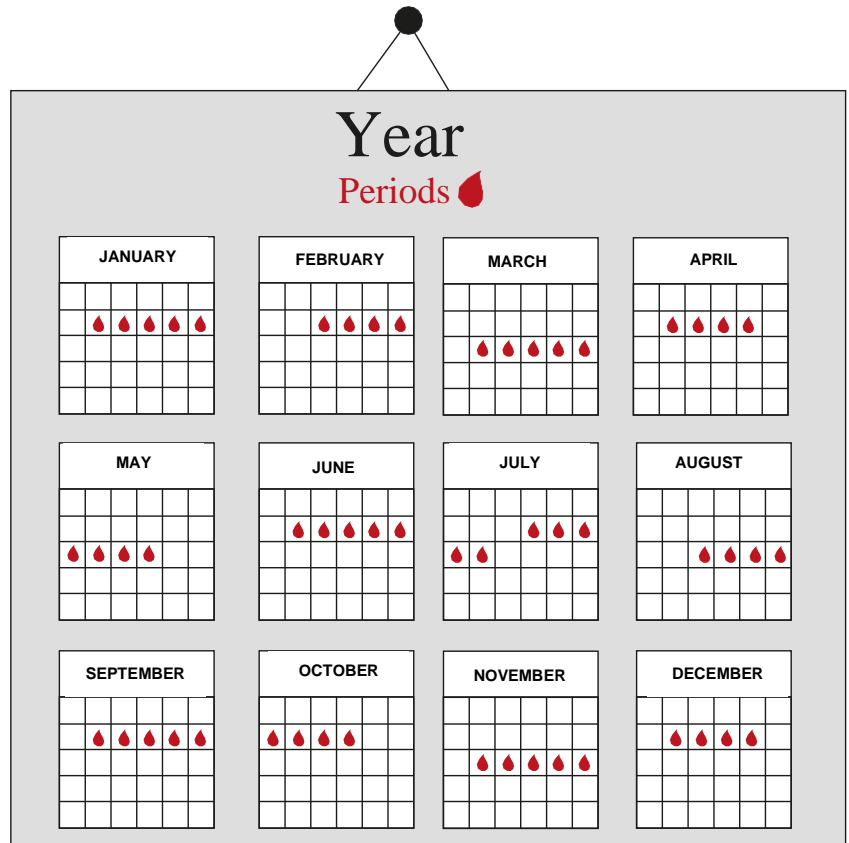 Year
Periods
JANUARY
FEBRUARY
MARCH
APRIL
MAY
JUNE
JULY
AUGUST
SEPTEMBER
OCTOBER
NOVEMBER
DECEMBER